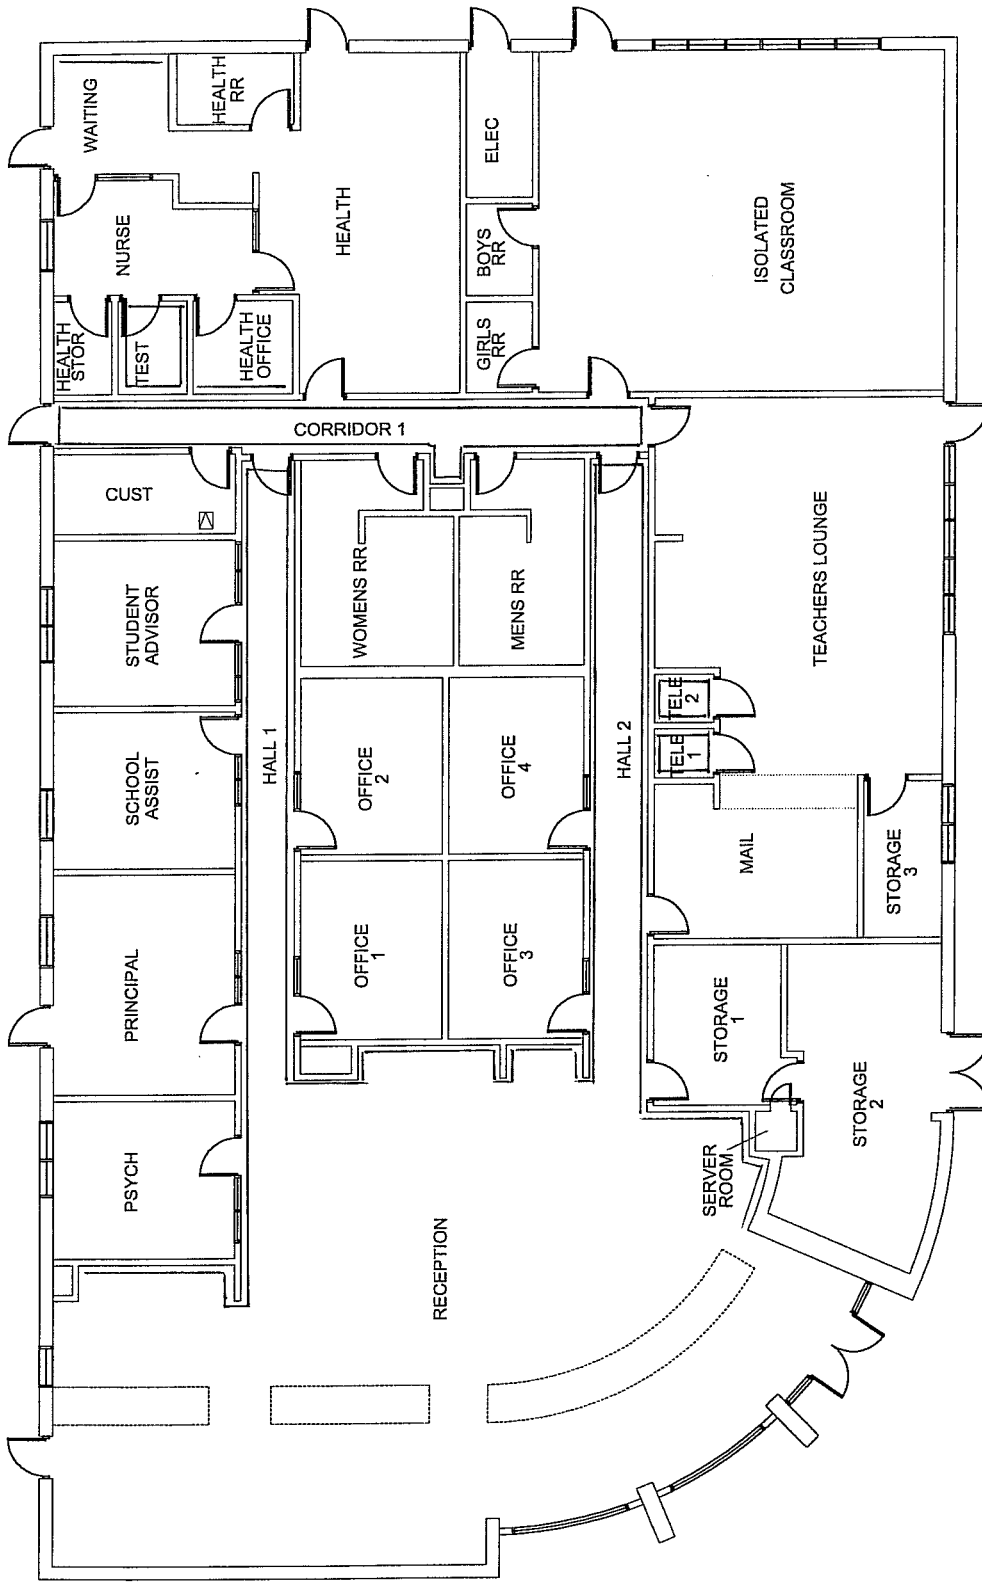 WAITING
HEALTH
RR
NURSE
HEALTH
STOR
TEST
HEALTH
OFFICE
HEALTH
ELEC
BOYS
RR
GIRLS
RR
ISOLATED
CLASSROOM
CORRIDOR 1
CUST
STUDENT
ADVISOR
SCHOOL
ASSIST
PRINCIPAL
PSYCH
HALL 1
WOMENS RR
MENS RR
OFFICE
2
OFFICE
4
OFFICE
1
OFFICE
3
HALL 2
TEACHERS LOUNGE
TELE
2
TELE
1
MAIL
STORAGE
3
STORAGE
1
STORAGE
2
SERVER
ROOM
RECEPTION